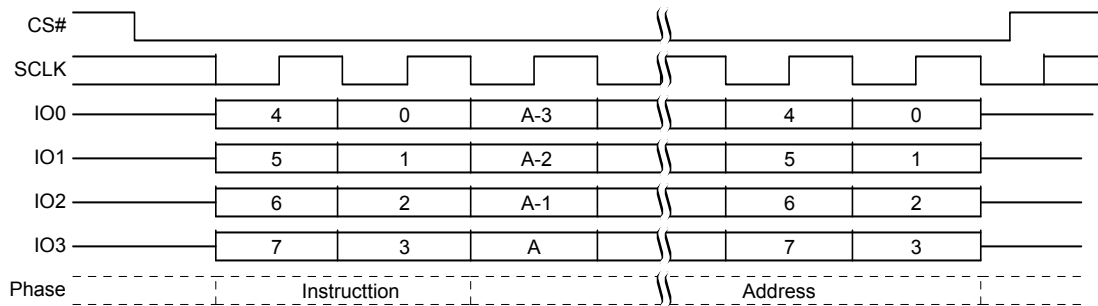 CS#
SCLK
IO0 4 0 A-3 4 0
IO1 5 1 A-2 5 1
IO2 6 2 A-1 6 2
IO3 7 3 A 7 3
Phase Instructtion Address